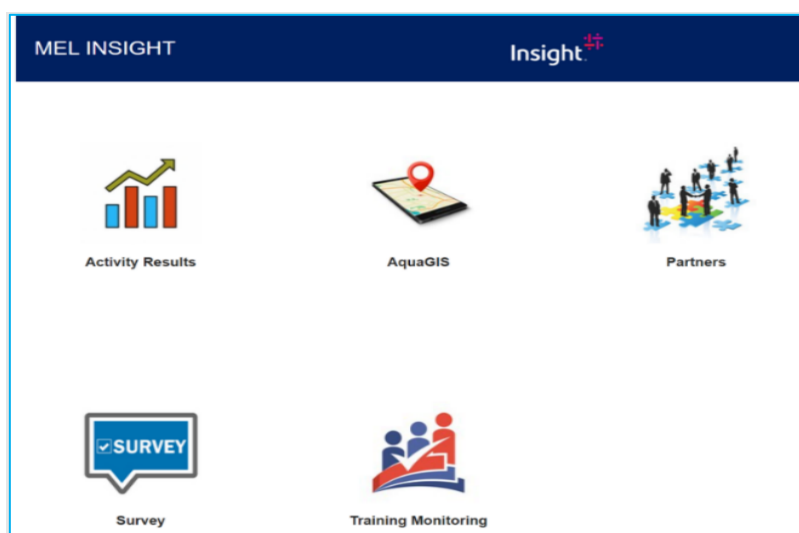 MEL INSIGHT
Insight.
Activity Results
AquaGIS
Partners
SURVEY
Survey
Training Monitoring